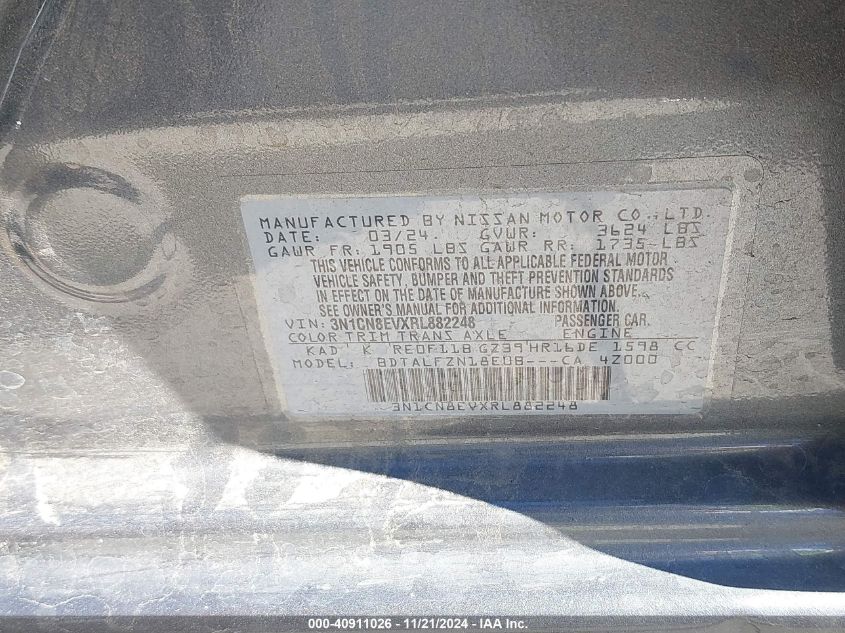 MANUFACTURED BY NISSAN MOTOR CO.,LTD.
DATE: 03/24. GVWR: 3624 LBS
GAWR FR: 1905 LBS GAWR RR: 1735-LBS
THIS VEHICLE CONFORMS TO ALL APPLICABLE FEDERAL MOTOR
VEHICLE SAFETY, BUMPER AND THEFT PREVENTION STANDARDS
IN EFFECT ON THE DATE OF MANUFACTURE SHOWN ABOVE.
SEE OWNER'S MANUAL FOR ADDITIONAL INFORMATION.
VIN: 3N1CN8EVXRL882248 PASSENGER CAR.
COLOR TRIM TRANS AXLE ENGINE
KAD K RE0F11B GZ39 HR16DE 1598 CC
MODEL: BDTALFZN18EUB---CA 4Z000
3N1CN8EVXRL882248
000-40911026 - 11/21/2024 - IAA Inc.